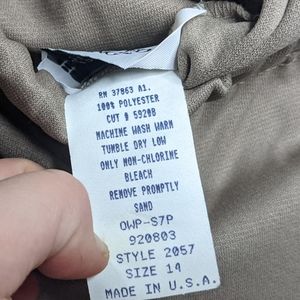 RN 37863 A1.
100% POLYESTER
CUT # 5920B
MACHINE WASH WARM
TUMBLE DRY LOW
ONLY NON-CHLORINE
BLEACH
REMOVE PROMPTLY
SAND
OWP-S7P
920803
STYLE 2057
SIZE 14
MADE IN U.S.A.